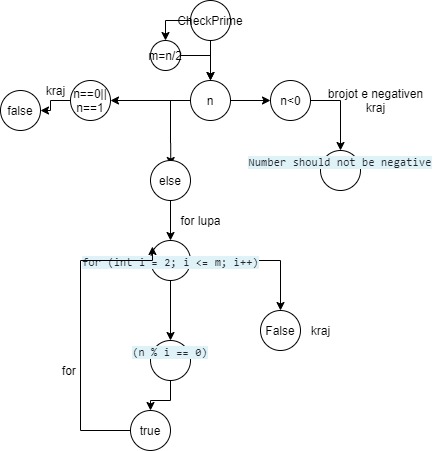 CheckPrime
m=n/2
kraj
n==0||
n==1
n
n<0
brojot e negativen
kraj
false
Number should not be negative
else
for lupa
for (int i = 2; i <= m; i++)
False
kraj
(n % i == 0)
for
true